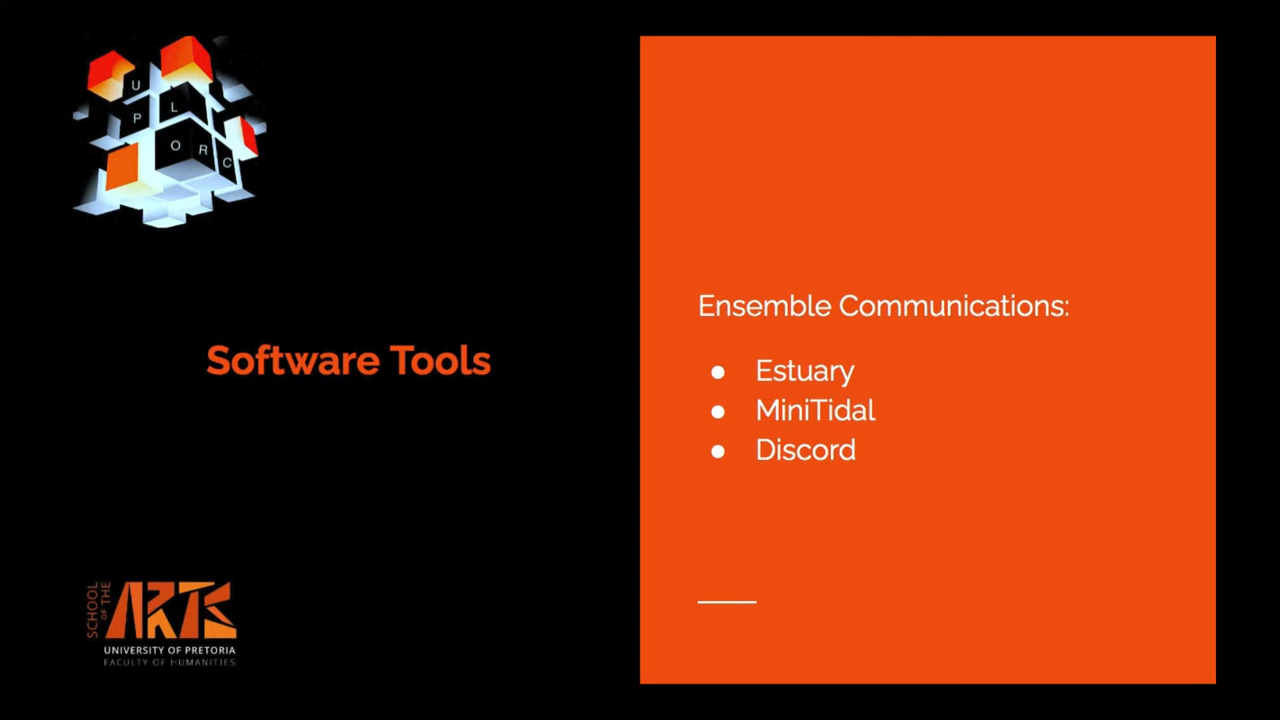 U
P L
O R C
Software Tools
Ensemble Communications:
● Estuary
● MiniTidal
● Discord
SCHOOL
OF THE
ARTS
UNIVERSITY OF PRETORIA
FACULTY OF HUMANITIES